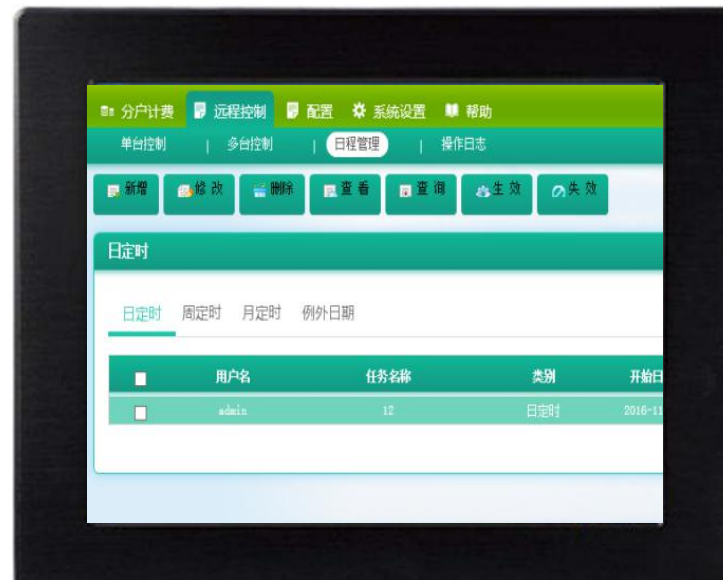 分户计费 远程控制 配置 系统设置 帮助
单台控制 | 多台控制 | 日程管理 | 操作日志
新增 修改 删除 查看 查询 生效 失效
日定时
日定时 周定时 月定时 例外日期
用户名 任务名称 类别 开始日
admin 12 日定时 2016-11